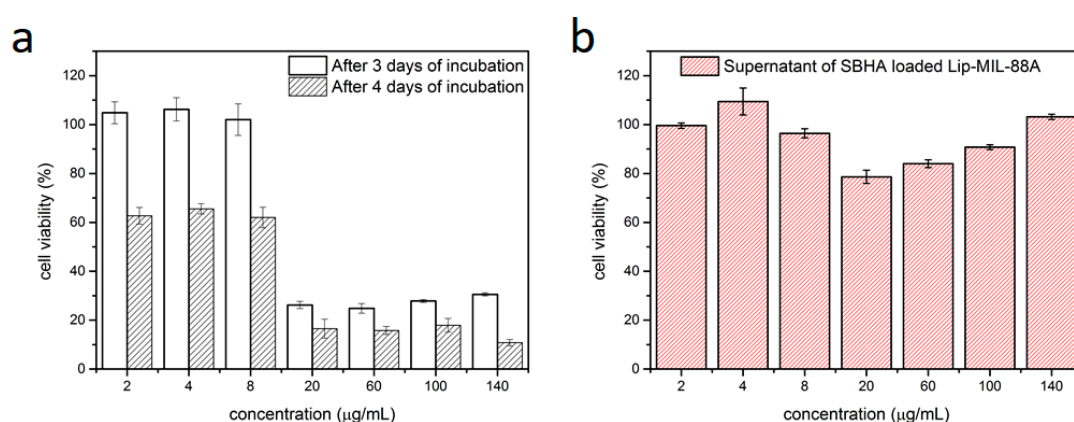 a
120
100
80
60
40
20
0
cell viability (%)
After 3 days of incubation
After 4 days of incubation
2 4 8 20 60 100 140
concentration (μg/mL)
b
120
100
80
60
40
20
0
cell viability (%)
Supernatant of SBHA loaded Lip-MIL-88A
2 4 8 20 60 100 140
concentration (μg/mL)